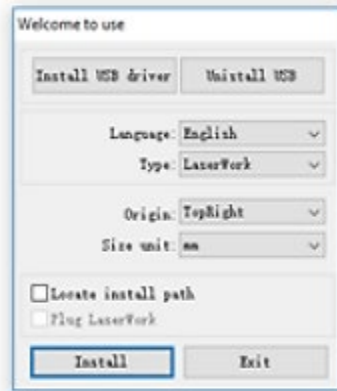 Welcome to use
Install USB driver Unistall USB
Language: English
Type: LaserWork
Origin: TopRight
Size unit: mm
Locate install path
Plug LaserWork
Install Exit